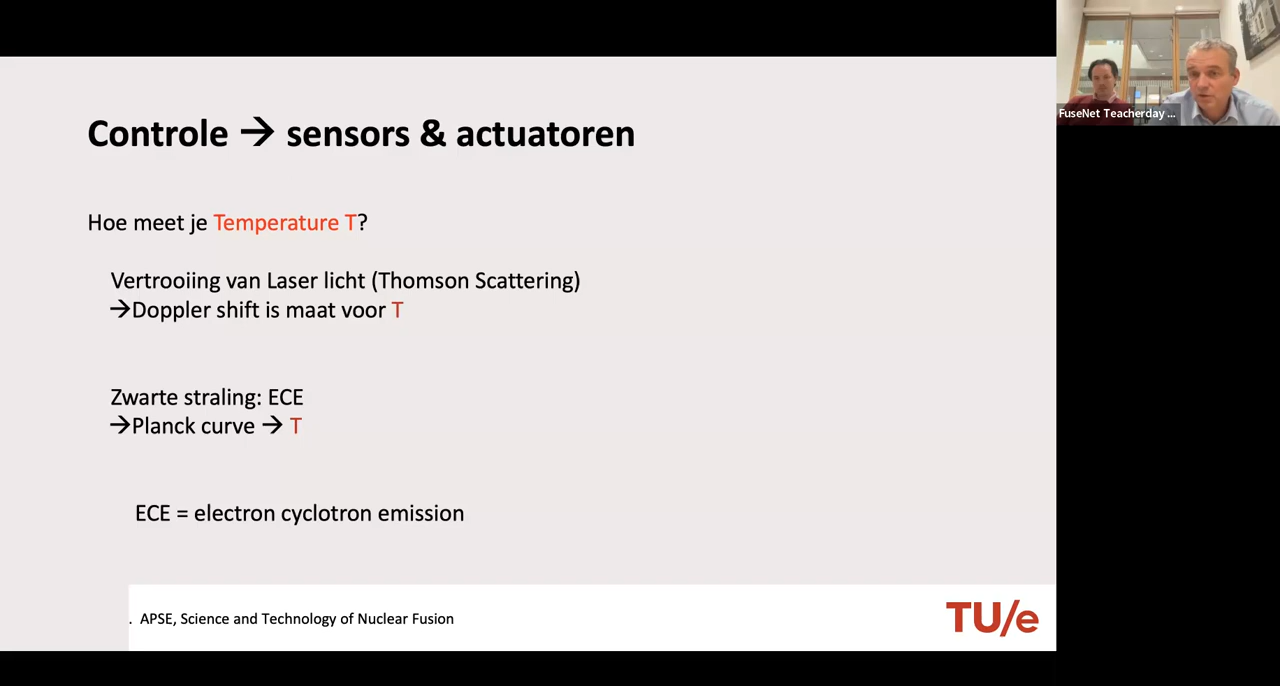 Controle → sensors & actuatoren
Hoe meet je Temperature T?
Vertrooiing van Laser licht (Thomson Scattering)
→Doppler shift is maat voor T
Zwarte straling: ECE
→Planck curve → T
ECE = electron cyclotron emission
. APSE, Science and Technology of Nuclear Fusion
TU/e
FuseNet Teacherday ...